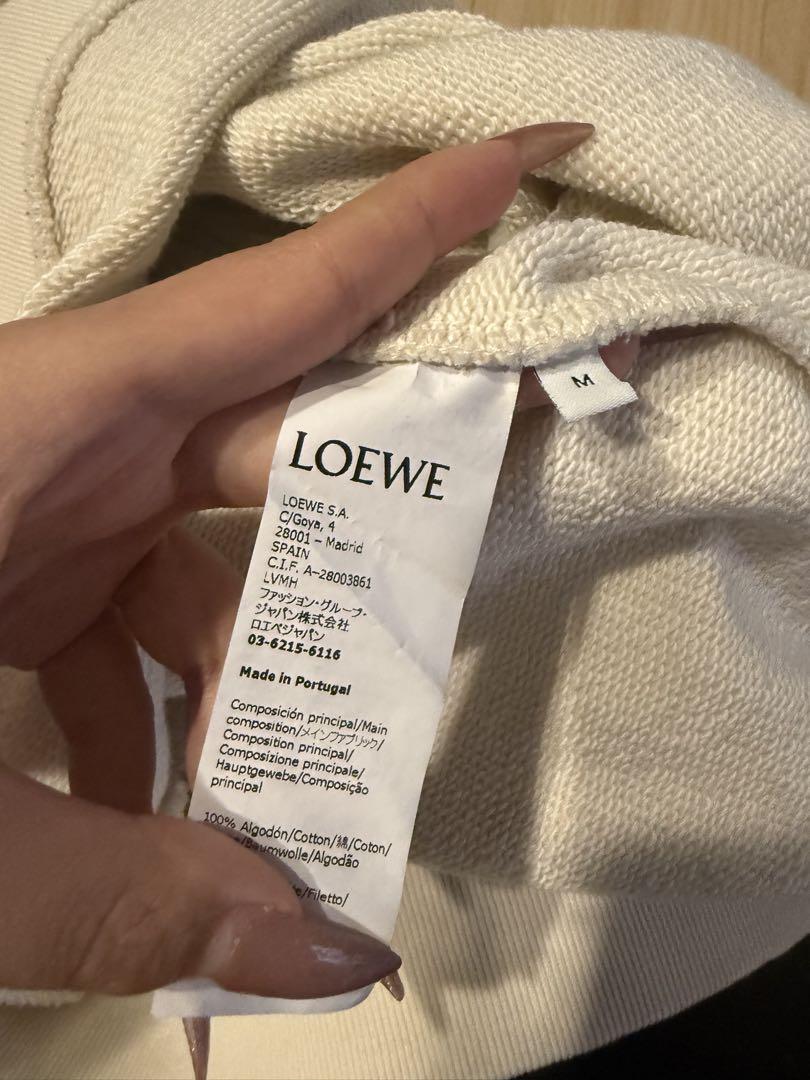 M
LOEWE
LOEWE S.A.
C/Goya, 4
28001 – Madrid
SPAIN
C.I.F. A-28003861
LVMH
ファッション・グループ・
ジャパン株式会社
ロエベジャパン
03-6215-6116
Made in Portugal
Composición principal/Main
composition/メインファブリック/
Composition principal/
Composizione principale/
Hauptgewebe/Composição
principal
100% Algodón/Cotton/綿/Coton/
/Baumwolle/Algodão
/Filetto/